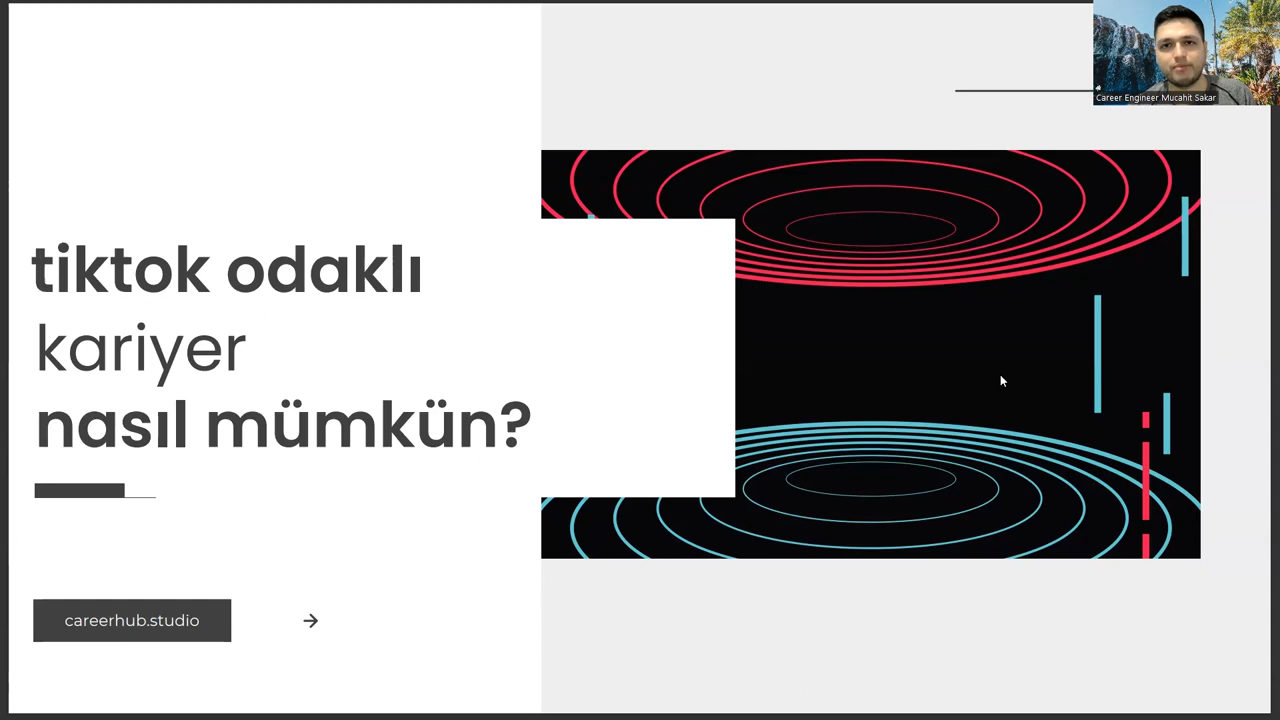 Career Engineer Mucahit Sakar
tiktok odaklı
kariyer
nasıl mümkün?
careerhub.studio